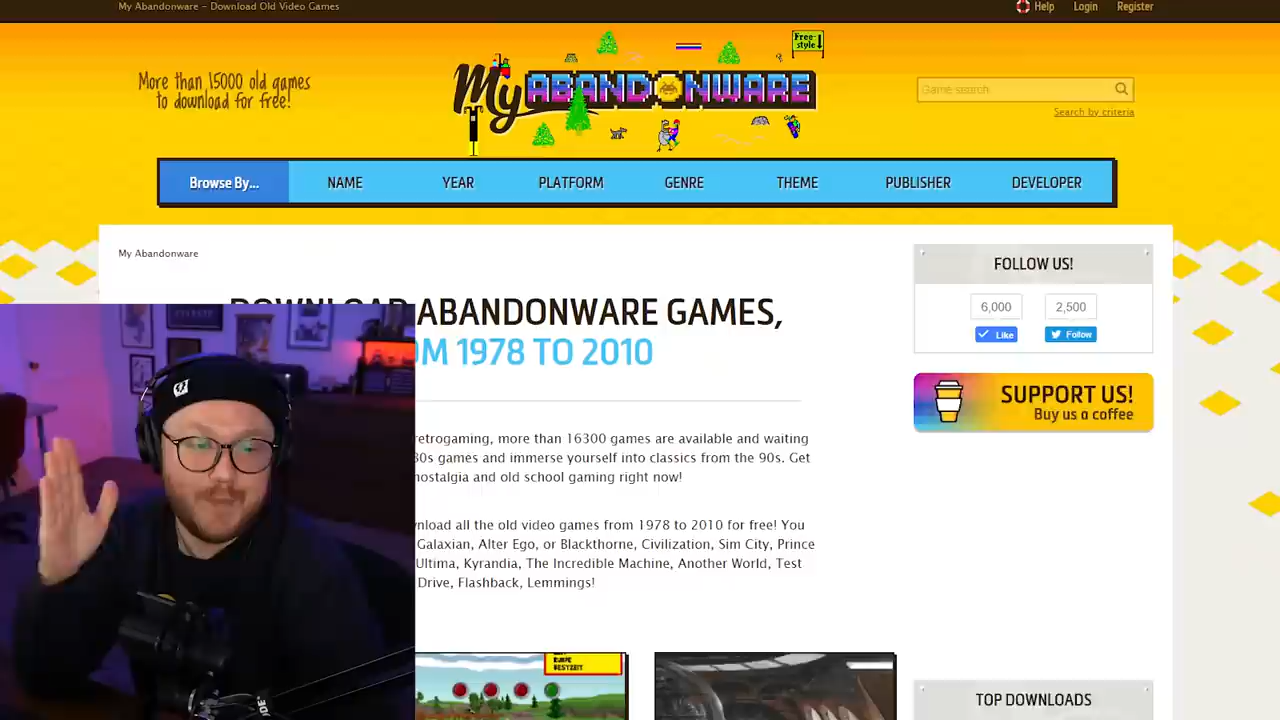 My Abandonware – Download Old Video Games
Help Login Register
More than 15000 old games
to download for free!
My ABANDONWARE
Free-
style
Game search
Search by criteria
Browse By... NAME YEAR PLATFORM GENRE THEME PUBLISHER DEVELOPER
My Abandonware
DOWNLOAD ABANDONWARE GAMES,
OM 1978 TO 2010
etrogaming, more than 16300 games are available and waiting
80s games and immerse yourself into classics from the 90s. Get
nostalgia and old school gaming right now!
wnload all the old video games from 1978 to 2010 for free! You
Galaxian, Alter Ego, or Blackthorne, Civilization, Sim City, Prince
Ultima, Kyrandia, The Incredible Machine, Another World, Test
Drive, Flashback, Lemmings!
BESTZEIT
FOLLOW US!
6,000 2,500
Like Follow
SUPPORT US!
Buy us a coffee
TOP DOWNLOADS